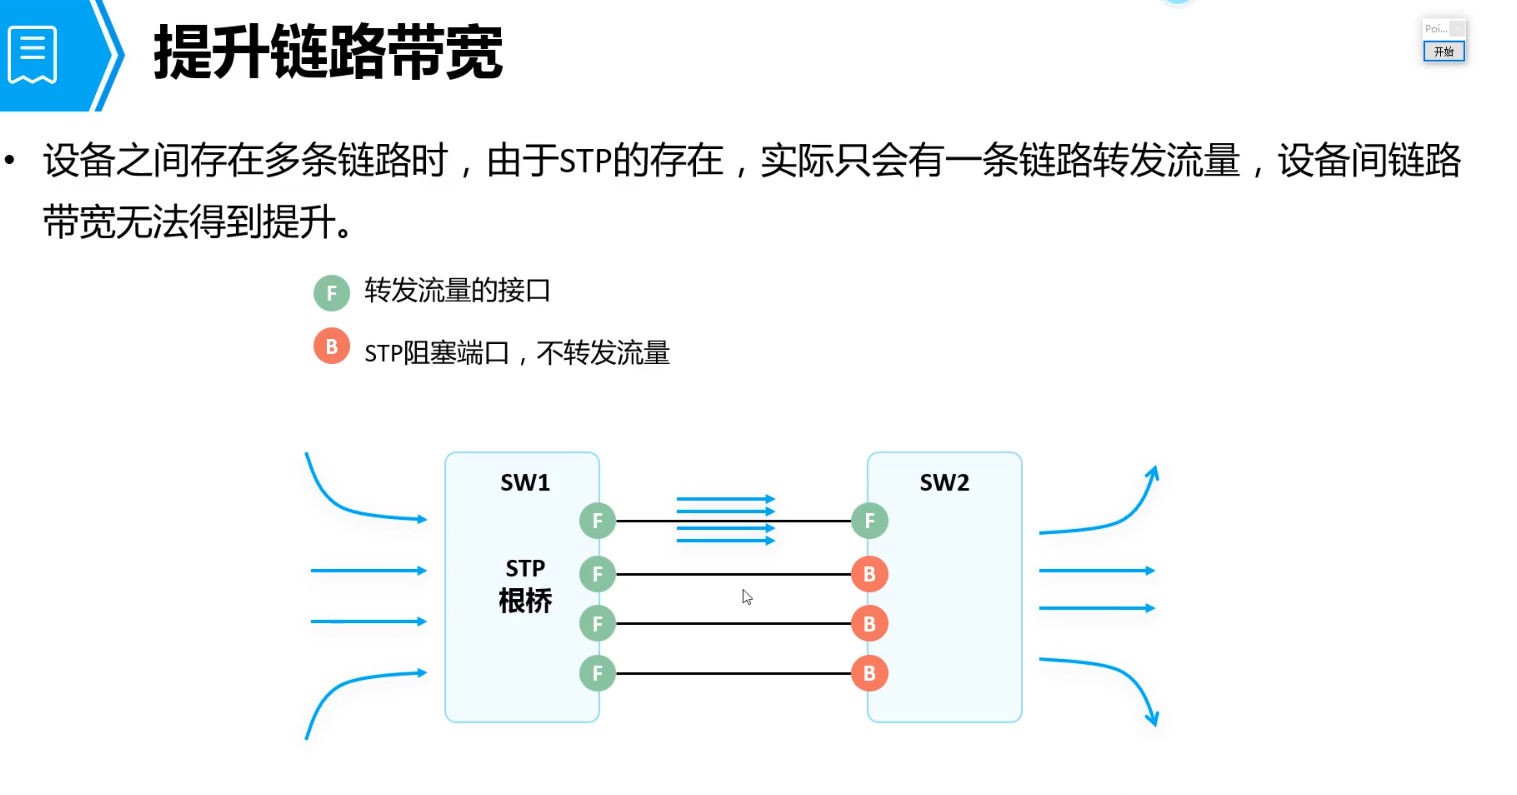 提升链路带宽
Poi...
开始
• 设备之间存在多条链路时，由于STP的存在，实际只会有一条链路转发流量，设备间链路
带宽无法得到提升。
F 转发流量的接口
B STP阻塞端口，不转发流量
SW1
SW2
F F
STP
F B
根桥
F B
F B